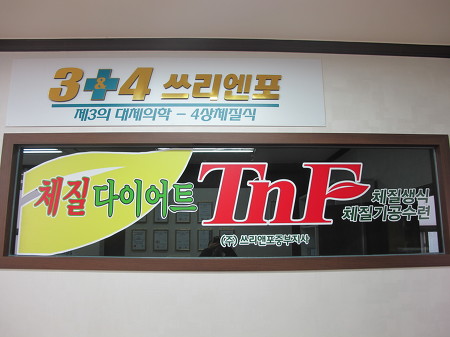 3&4 쓰리엔포
제3의 대체의학 - 4상체질식
체질 다이어트 TnF 체질생식
체질기공수련
(주) 쓰리엔포중부지사